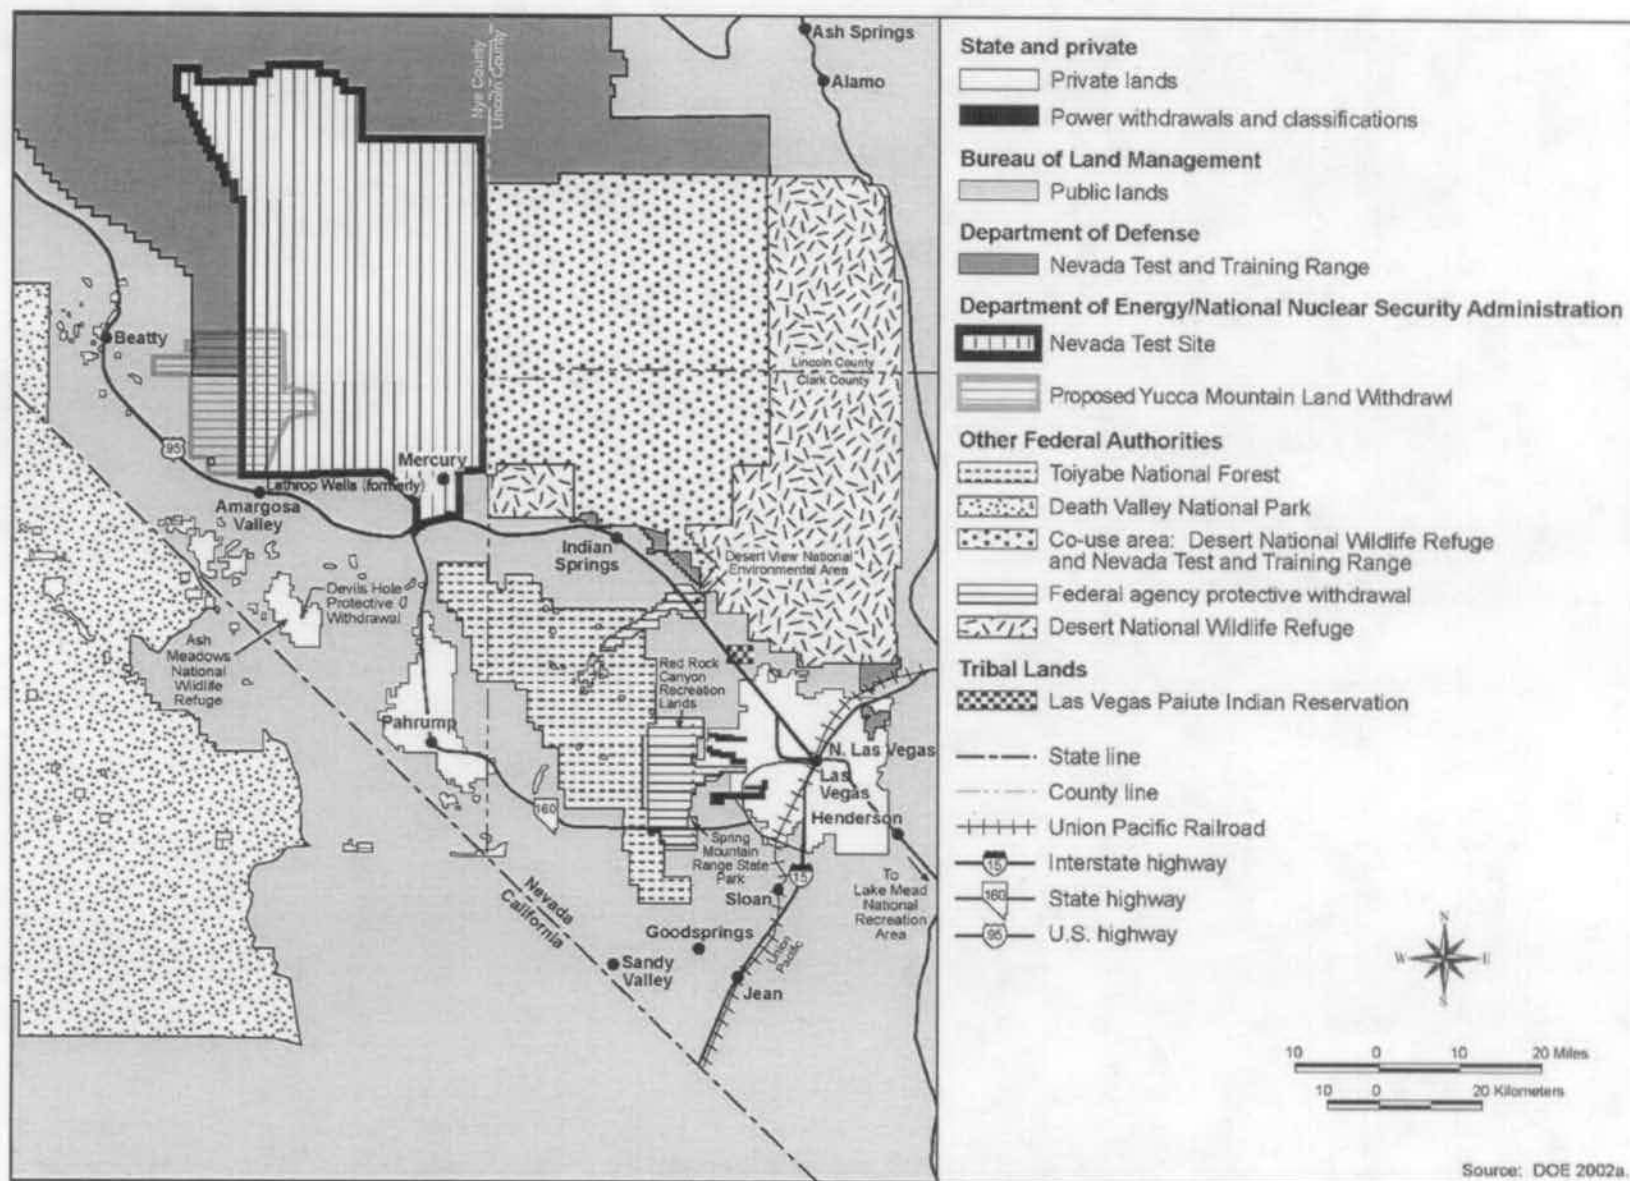 Ash Springs
Alamo
Nye County
Lincoln County
Beatty
Lincoln County
Clark County
95
Mercury
Lathrop Wells (formerly)
Amargosa
Valley
Indian
Springs
Desert View National
Environmental Area
Devils Hole
Protective
Withdrawal
Ash
Meadows
National
Wildlife
Refuge
Red Rock
Canyon
Recreation
Lands
Pahrump
N. Las Vegas
Las
Vegas
160
Henderson
Spring
Mountain
Range State
Park
15
To
Lake Mead
National
Recreation
Area
Sloan
Nevada
California
Goodsprings
Union
Pacific
Sandy
Valley
Jean
State and private
Private lands
Power withdrawals and classifications
Bureau of Land Management
Public lands
Department of Defense
Nevada Test and Training Range
Department of Energy/National Nuclear Security Administration
Nevada Test Site
Proposed Yucca Mountain Land Withdrawl
Other Federal Authorities
Toiyabe National Forest
Death Valley National Park
Co-use area: Desert National Wildlife Refuge
and Nevada Test and Training Range
Federal agency protective withdrawal
Desert National Wildlife Refuge
Tribal Lands
Las Vegas Paiute Indian Reservation
State line
County line
Union Pacific Railroad
15 Interstate highway
160 State highway
95 U.S. highway
N
W E
S
10 0 10 20 Miles
10 0 20 Kilometers
Source: DOE 2002a.